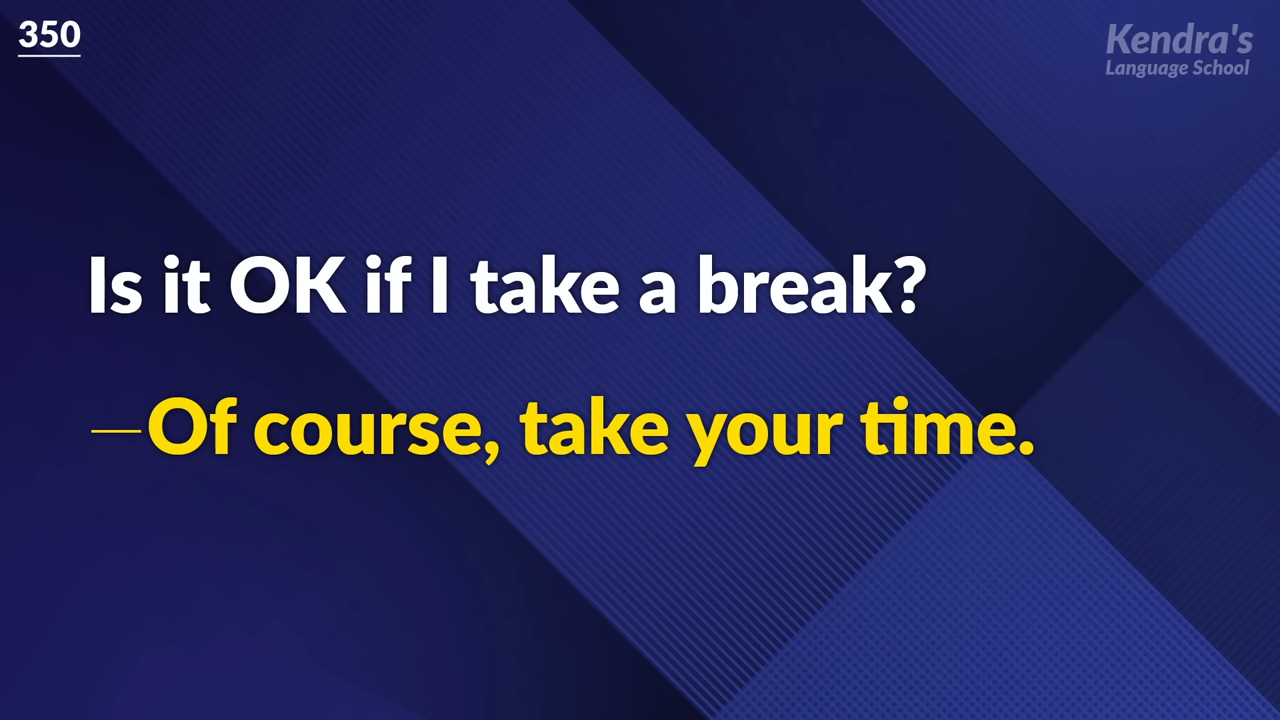 350
Kendra's
Language School
Is it OK if I take a break?
—Of course, take your time.